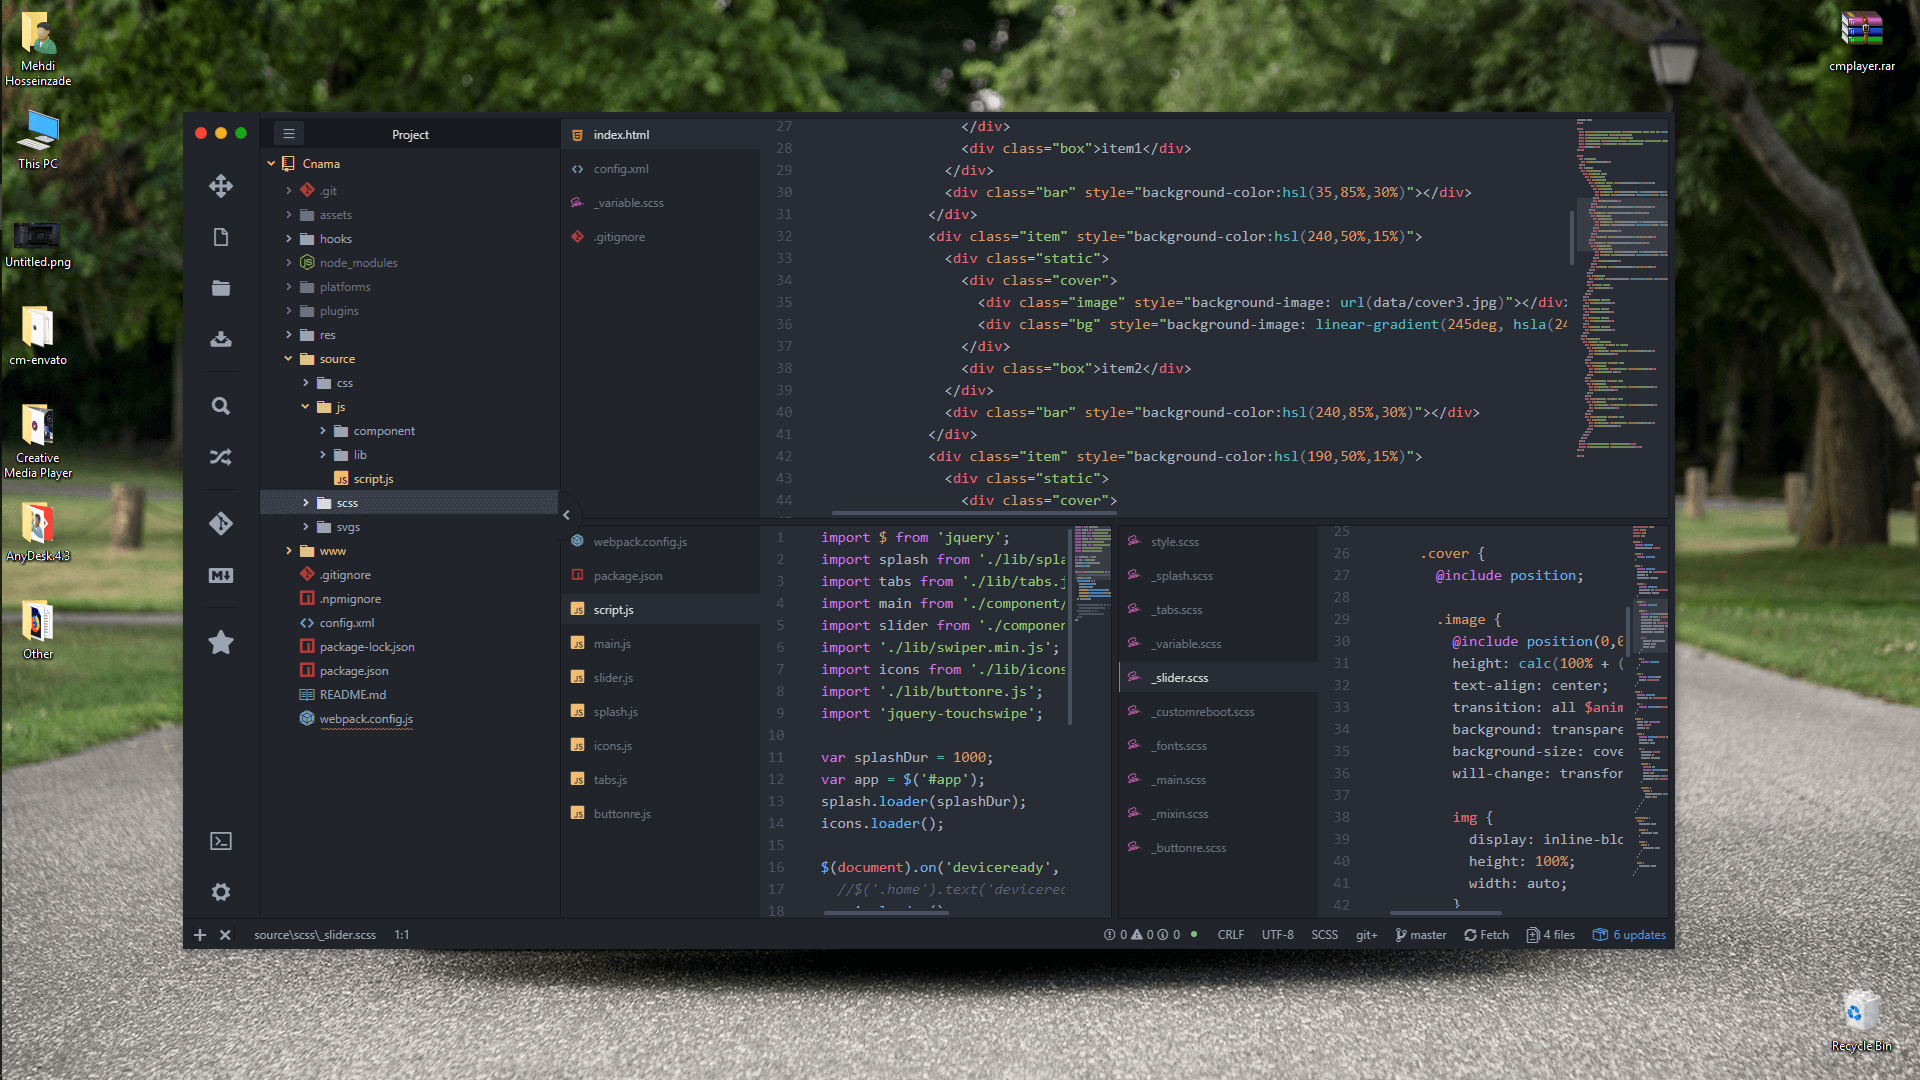 Mehdi
Hosseinzade
This PC
Untitled.png
cm-envato
Creative
Media Player
AnyDesk.4.3
Other
cmplayer.rar
Recycle Bin
Project
Cnama
.git
assets
hooks
node_modules
platforms
plugins
res
source
css
js
component
lib
script.js
scss
svgs
www
.gitignore
.npmignore
config.xml
package-lock.json
package.json
README.md
webpack.config.js
index.html
config.xml
_variable.scss
.gitignore
27 </div>
28 <div class="box">item1</div>
29 </div>
30 <div class="bar" style="background-color:hsl(35,85%,30%)"></div>
31 </div>
32 <div class="item" style="background-color:hsl(240,50%,15%)">
33 <div class="static">
34 <div class="cover">
35 <div class="image" style="background-image: url(data/cover3.jpg)"></div>
36 <div class="bg" style="background-image: linear-gradient(245deg, hsla(24
37 </div>
38 <div class="box">item2</div>
39 </div>
40 <div class="bar" style="background-color:hsl(240,85%,30%)"></div>
41 </div>
42 <div class="item" style="background-color:hsl(190,50%,15%)">
43 <div class="static">
44 <div class="cover">
webpack.config.js
package.json
script.js
main.js
slider.js
splash.js
icons.js
tabs.js
buttonre.js
1 import $ from 'jquery';
2 import splash from './lib/spla
3 import tabs from './lib/tabs.j
4 import main from './component/
5 import slider from './componen
6 import './lib/swiper.min.js';
7 import icons from './lib/icons
8 import './lib/buttonre.js';
9 import 'jquery-touchswipe';
10
11 var splashDur = 1000;
12 var app = $('#app');
13 splash.loader(splashDur);
14 icons.loader();
15
16 $(document).on('deviceready',
17 //$('.home').text('devicered
18
style.scss
_splash.scss
_tabs.scss
_variable.scss
_slider.scss
_customreboot.scss
_fonts.scss
_main.scss
_mixin.scss
_buttonre.scss
25
26 .cover {
27 @include position;
28
29 .image {
30 @include position(0,0
31 height: calc(100% + (
32 text-align: center;
33 transition: all $anim
34 background: transpare
35 background-size: cove
36 will-change: transfor
37
38 img {
39 display: inline-blo
40 height: 100%;
41 width: auto;
42 }
source\scss\_slider.scss 1:1 0 0 0 CRLF UTF-8 SCSS git+ master Fetch 4 files 6 updates